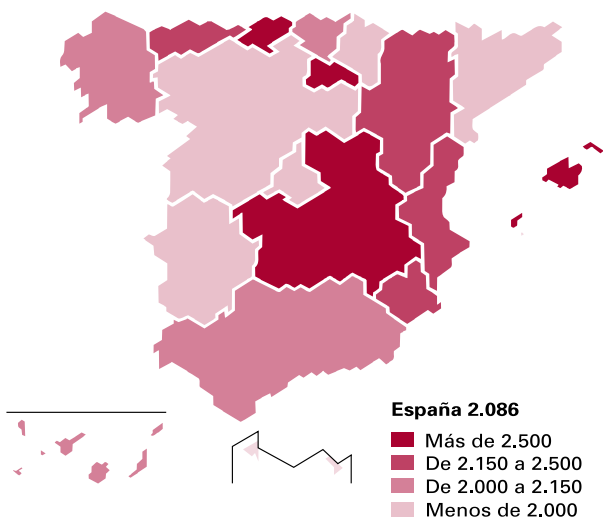 España 2.086
Más de 2.500
De 2.150 a 2.500
De 2.000 a 2.150
Menos de 2.000